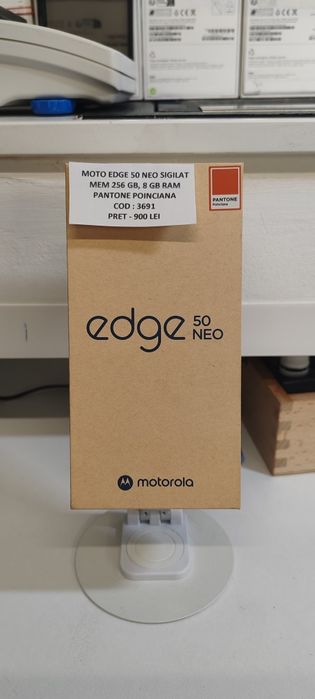 MOTO EDGE 50 NEO SIGILAT
MEM 256 GB, 8 GB RAM
PANTONE POINCIANA
COD : 3691
PRET - 900 LEI
PANTONE
Poinciana
edge 50
NEO
motorola